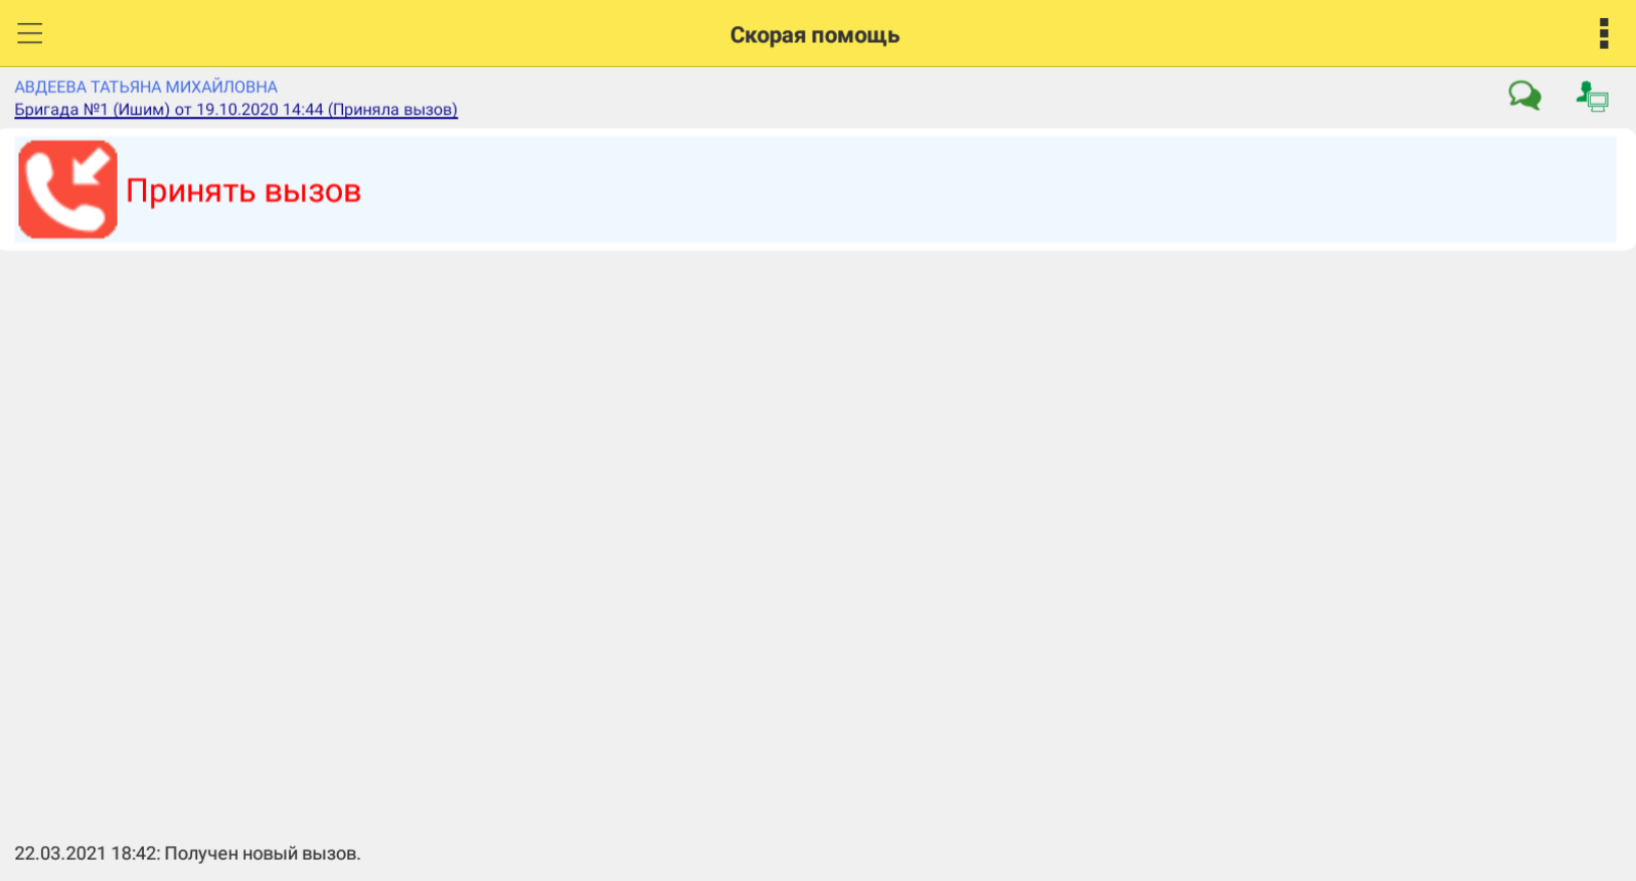 Скорая помощь
АВДЕЕВА ТАТЬЯНА МИХАЙЛОВНА
Бригада №1 (Ишим) от 19.10.2020 14:44 (Приняла вызов)
Принять вызов
22.03.2021 18:42: Получен новый вызов.